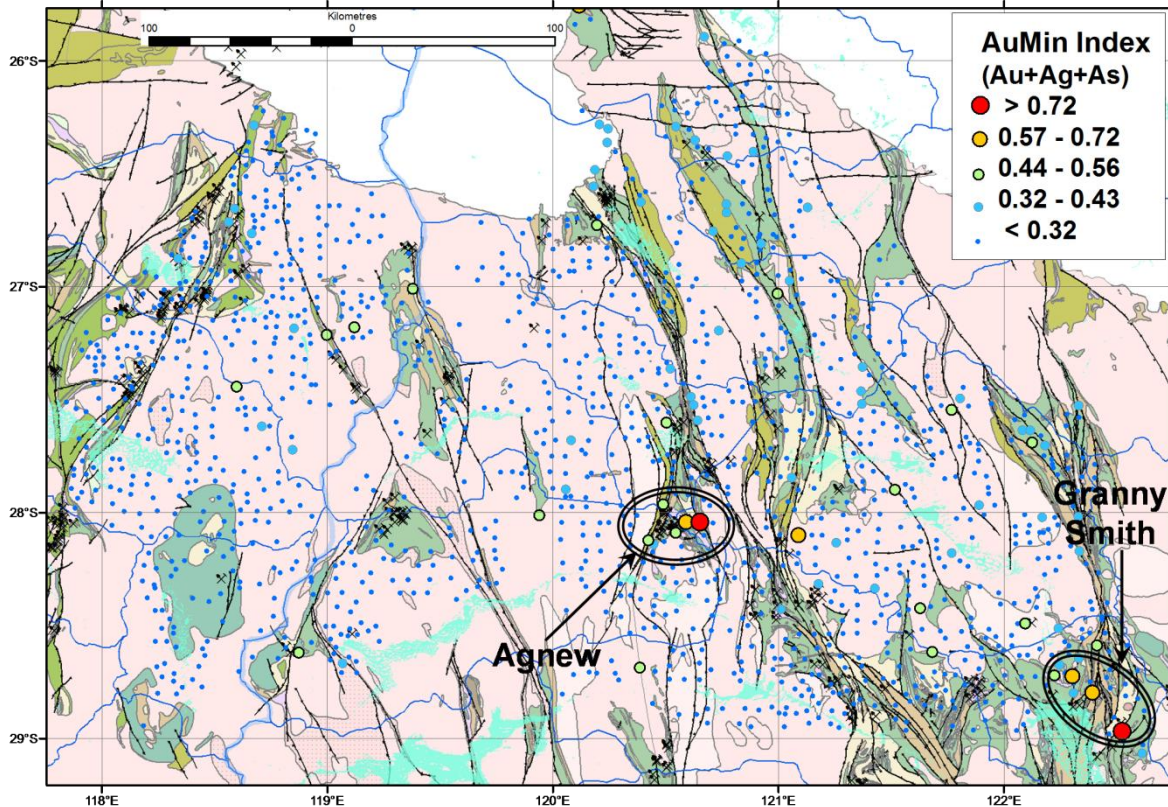 Kilometres
100 0 100
AuMin Index
(Au+Ag+As)
> 0.72
0.57 - 0.72
0.44 - 0.56
0.32 - 0.43
< 0.32
26°S
27°S
28°S
29°S
Agnew
Granny
Smith
118°E 119°E 120°E 121°E 122°E